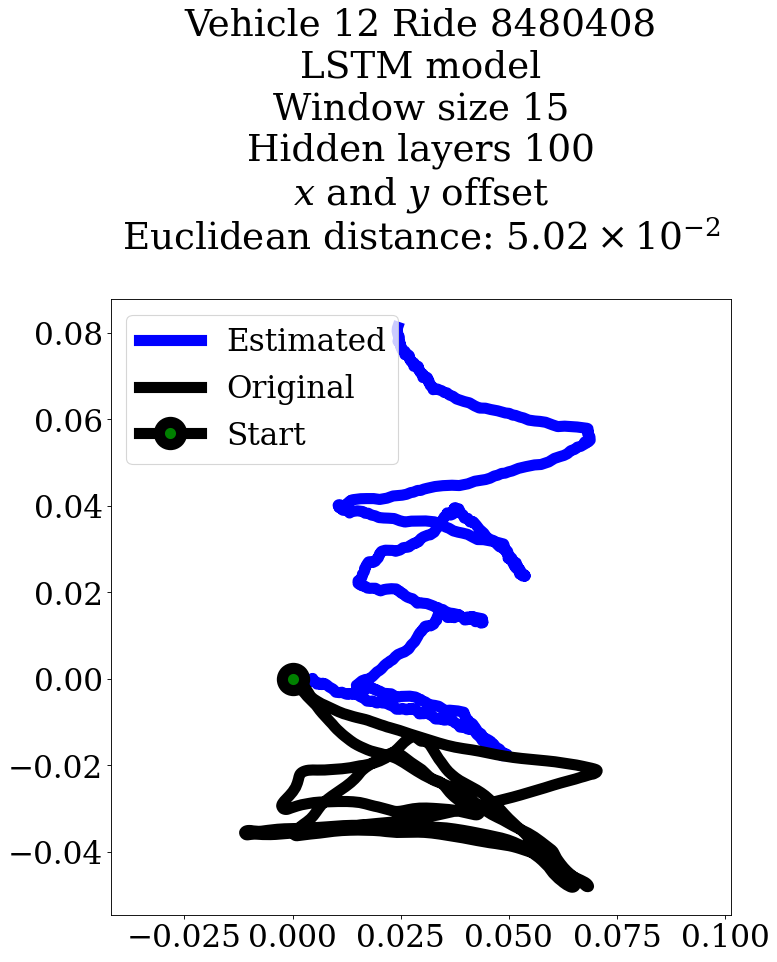 Vehicle 12 Ride 8480408
LSTM model
Window size 15
Hidden layers 100
x and y offset
Euclidean distance: 5.02 × 10⁻²
Estimated
Original
Start
0.08
0.06
0.04
0.02
0.00
−0.02
−0.04
−0.025 0.000 0.025 0.050 0.075 0.100